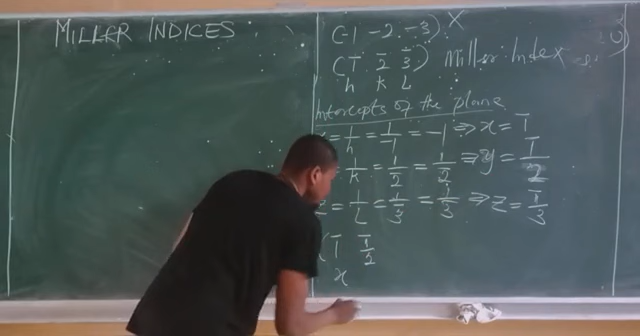 MILLER INDICES:
(-1 -2 -3) X
(1̄ 2̄ 3̄) Miller Index
h k L
Intercepts of the plane
= 1/h = 1/-1 = -1 ⇒ x = 1̄
1/k = 1/-2 = 1̄/2 ⇒ y = 1̄/2
z = 1/L = 1/-3 = 1̄/3 ⇒ z = 1̄/3
(1̄ 1̄/2
x